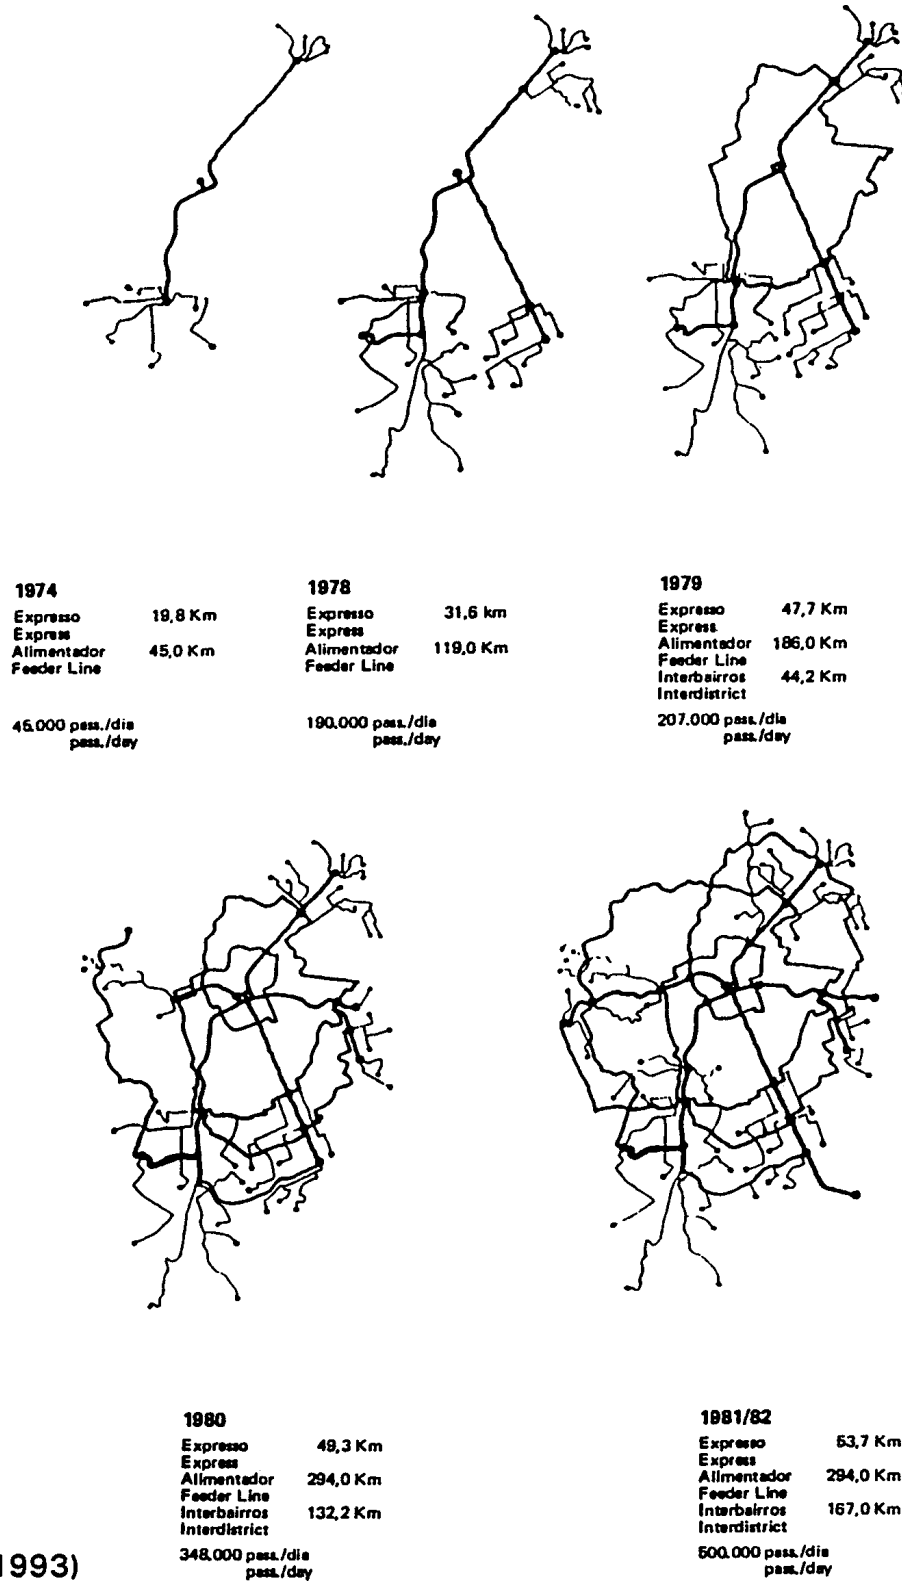 1974
Expresso 19,8 Km
Express
Alimentador 45,0 Km
Feeder Line
45.000 pass./dia
pass./day
1978
Expresso 31,6 km
Express
Alimentador 119,0 Km
Feeder Line
190.000 pass./dia
pass./day
1979
Expresso 47,7 Km
Express
Alimentador 186,0 Km
Feeder Line
Interbairros 44,2 Km
Interdistrict
207.000 pass./dia
pass./day
1980
Expresso 49,3 Km
Express
Alimentador 294,0 Km
Feeder Line
Interbairros 132,2 Km
Interdistrict
348.000 pass./dia
pass./day
1981/82
Expresso 53,7 Km
Express
Alimentador 294,0 Km
Feeder Line
Interbairros 167,0 Km
Interdistrict
500.000 pass./dia
pass./day
1993)